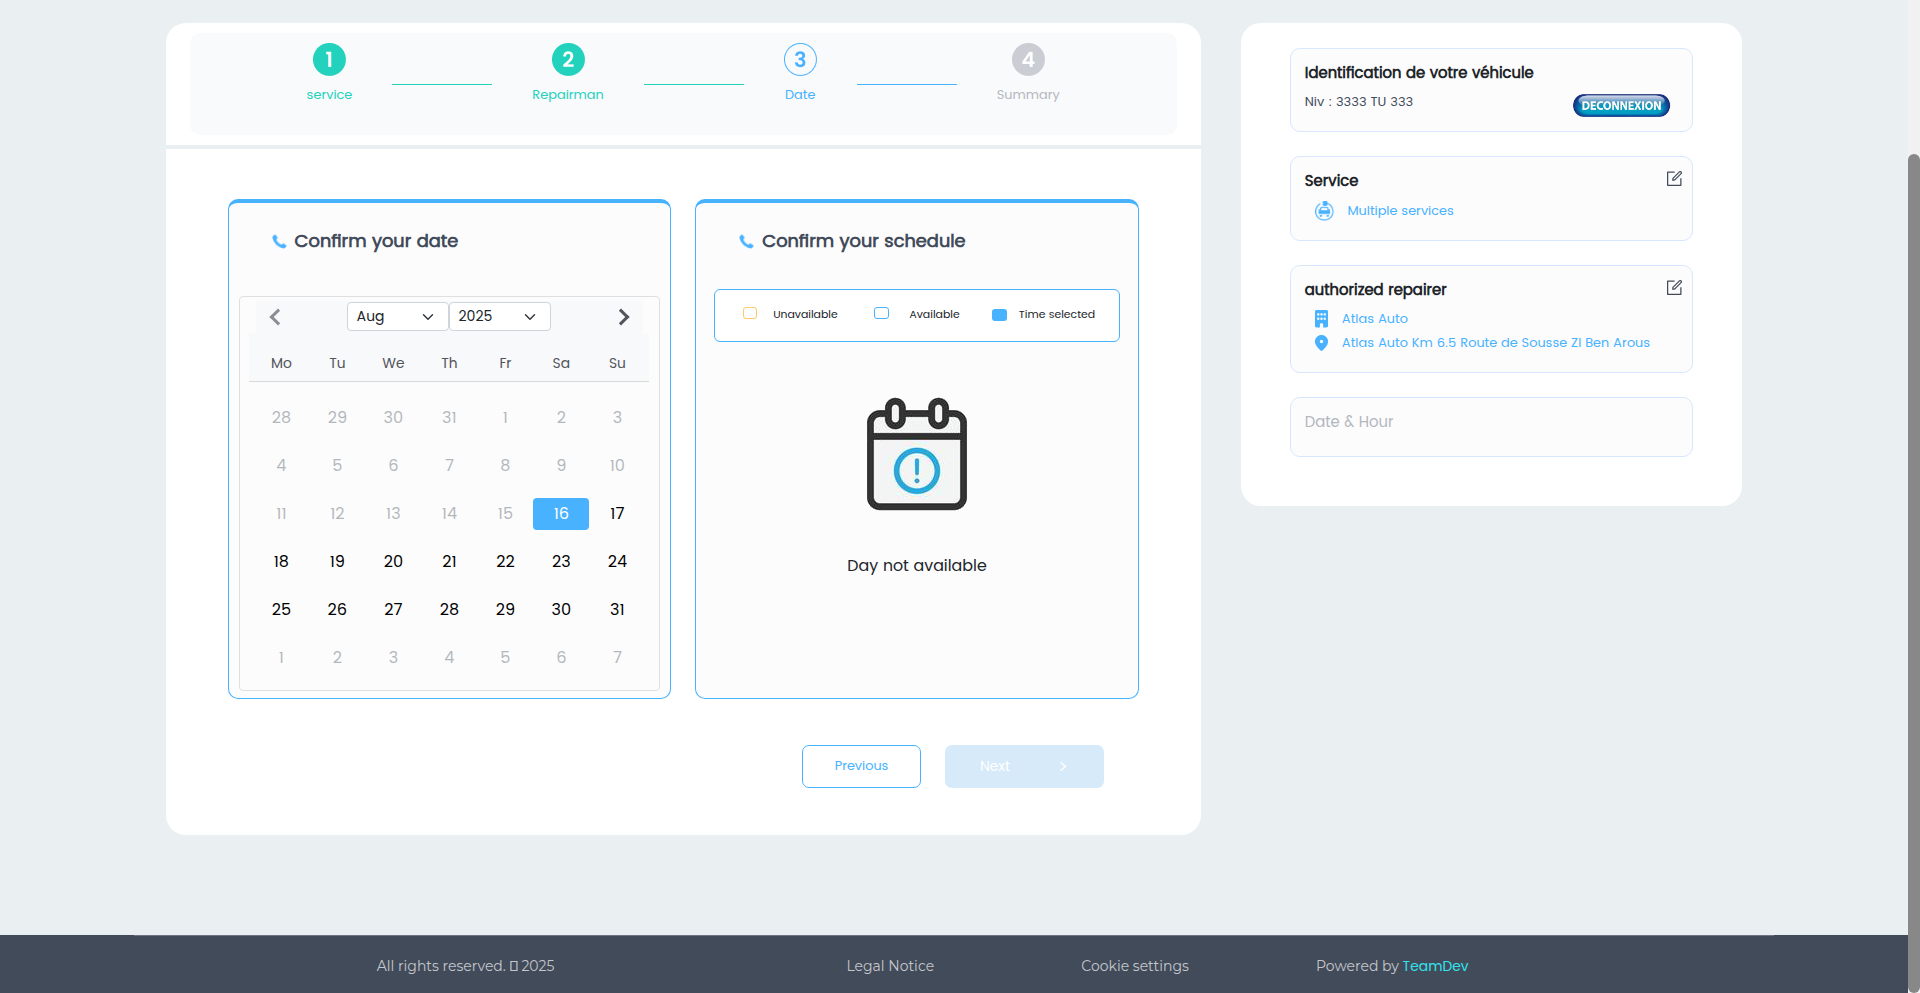 1
2
3
4
service
Repairman
Date
Summary
Confirm your date
Aug
2025
Mo Tu We Th Fr Sa Su
28 29 30 31 1 2 3
4 5 6 7 8 9 10
11 12 13 14 15 16 17
18 19 20 21 22 23 24
25 26 27 28 29 30 31
1 2 3 4 5 6 7
Confirm your schedule
Unavailable
Available
Time selected
Day not available
Previous
Next
Identification de votre véhicule
Niv : 3333 TU 333
DECONNEXION
Service
Multiple services
authorized repairer
Atlas Auto
Atlas Auto Km 6.5 Route de Sousse ZI Ben Arous
Date & Hour
All rights reserved. 2025
Legal Notice
Cookie settings
Powered by TeamDev